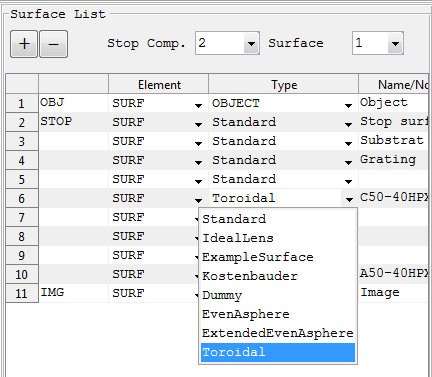 Surface List
+ − Stop Comp. 2 Surface 1
Element Type Name/No
1 OBJ SURF OBJECT Object
2 STOP SURF Standard Stop surf
3 SURF Standard Substrat
4 SURF Standard Grating
5 SURF Standard
6 SURF Toroidal C50-40HPX
7 SURF
8 SURF
9 SURF
10 SURF A50-40HPX
11 IMG SURF Image
Standard
IdealLens
ExampleSurface
Kostenbauder
Dummy
EvenAsphere
ExtendedEvenAsphere
Toroidal